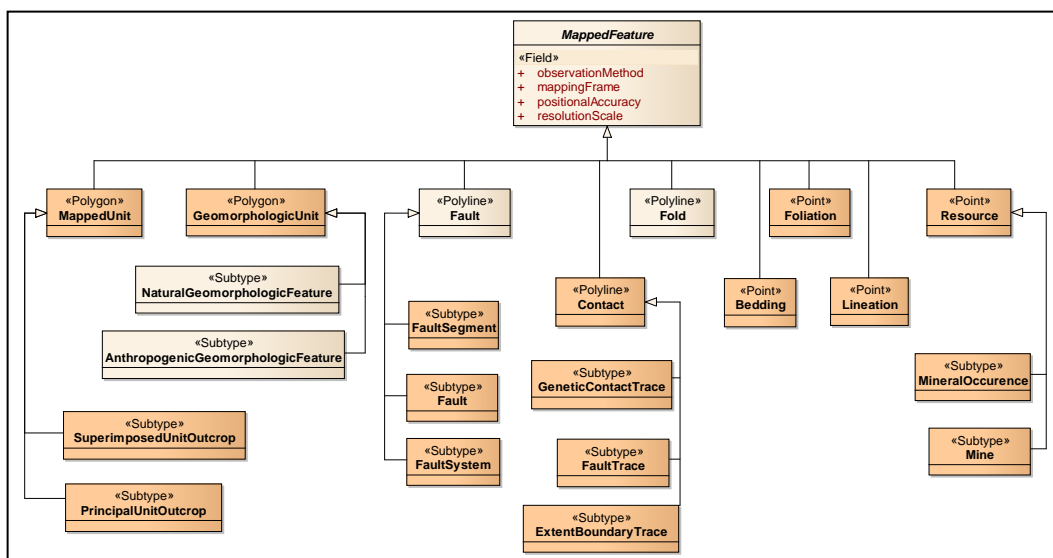 MappedFeature
«Field»
+ observationMethod
+ mappingFrame
+ positionalAccuracy
+ resolutionScale
«Polygon»
MappedUnit
«Polygon»
GeomorphologicUnit
«Polyline»
Fault
«Polyline»
Fold
«Point»
Foliation
«Point»
Resource
«Subtype»
NaturalGeomorphologicFeature
«Subtype»
AnthropogenicGeomorphologicFeature
«Subtype»
SuperimposedUnitOutcrop
«Subtype»
PrincipalUnitOutcrop
«Subtype»
FaultSegment
«Subtype»
Fault
«Subtype»
FaultSystem
«Polyline»
Contact
«Point»
Bedding
«Point»
Lineation
«Subtype»
GeneticContactTrace
«Subtype»
FaultTrace
«Subtype»
ExtentBoundaryTrace
«Subtype»
MineralOccurence
«Subtype»
Mine